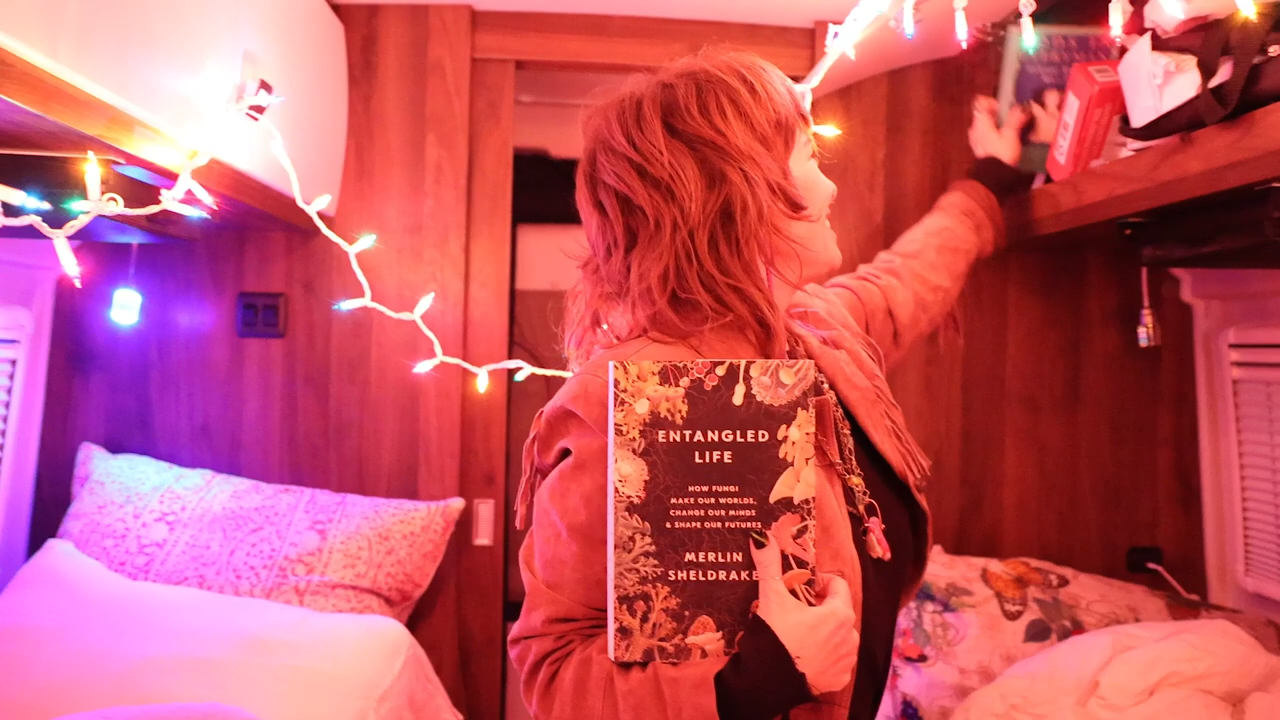 ENTANGLED
LIFE
HOW FUNGI
MAKE OUR WORLDS,
CHANGE OUR MINDS
& SHAPE OUR FUTURES
MERLIN
SHELDRAKE